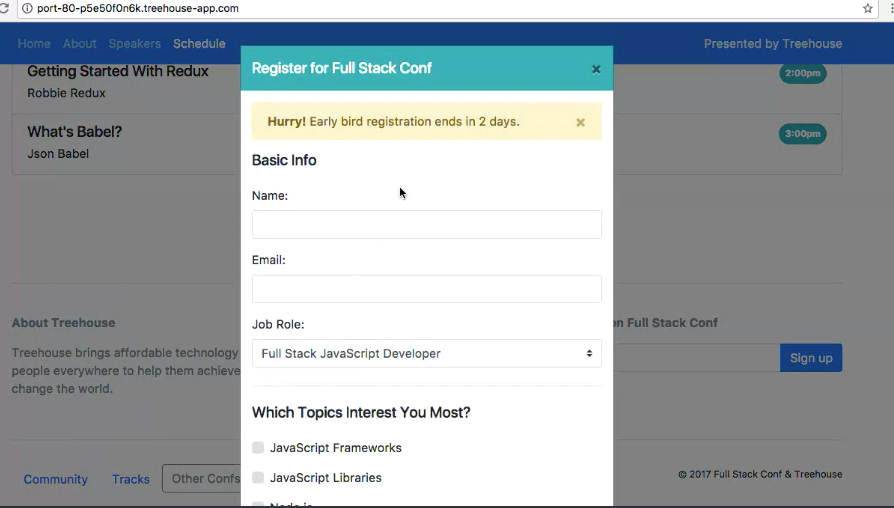 port-80-p5e50f0n6k.treehouse-app.com
Home About Speakers Schedule Presented by Treehouse
Getting Started With Redux 2:00pm
Robbie Redux
What's Babel? 3:00pm
Json Babel
Register for Full Stack Conf ×
Hurry! Early bird registration ends in 2 days. ×
Basic Info
Name:
Email:
Job Role:
Full Stack JavaScript Developer
Which Topics Interest You Most?
JavaScript Frameworks
JavaScript Libraries
About Treehouse
Treehouse brings affordable technology
people everywhere to help them achieve
change the world.
on Full Stack Conf
Sign up
Community Tracks Other Confs
© 2017 Full Stack Conf & Treehouse